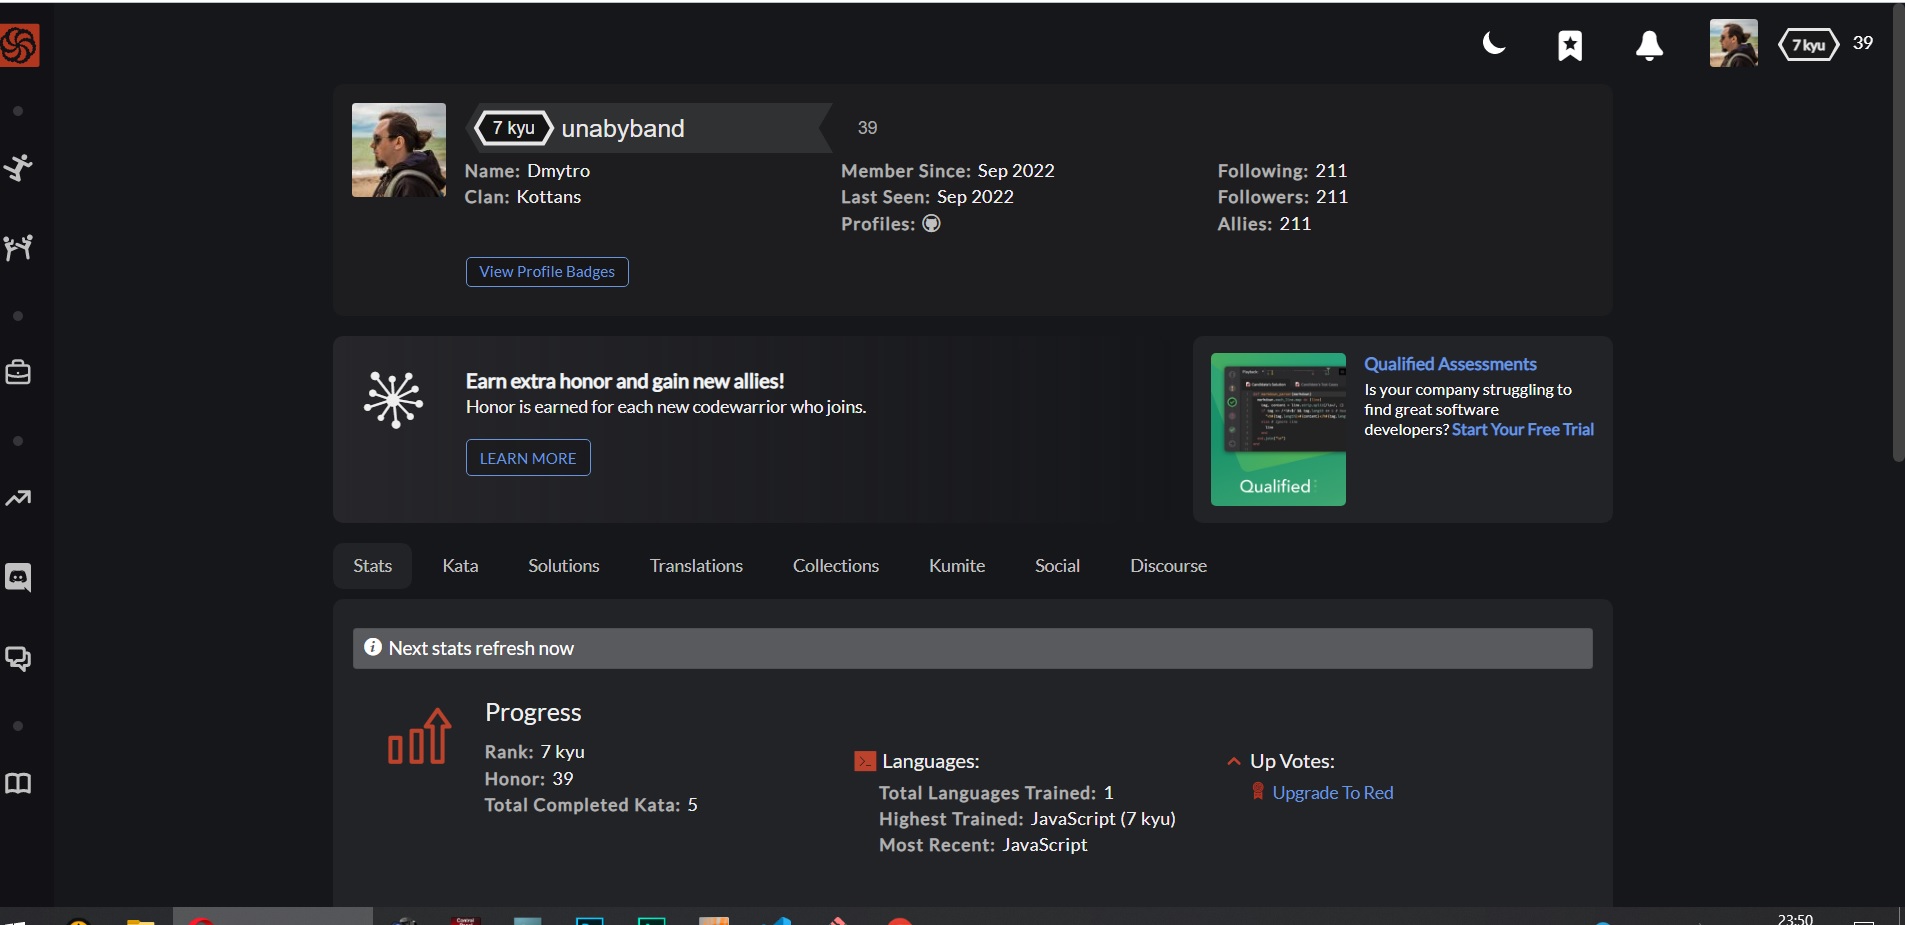 7 kyu 39
7 kyu unabyband 39
Name: Dmytro
Clan: Kottans
Member Since: Sep 2022
Last Seen: Sep 2022
Profiles:
Following: 211
Followers: 211
Allies: 211
View Profile Badges
Earn extra honor and gain new allies!
Honor is earned for each new codewarrior who joins.
LEARN MORE
Qualified
Qualified Assessments
Is your company struggling to
find great software
developers? Start Your Free Trial
Stats Kata Solutions Translations Collections Kumite Social Discourse
Next stats refresh now
Progress
Rank: 7 kyu
Honor: 39
Total Completed Kata: 5
Languages:
Total Languages Trained: 1
Highest Trained: JavaScript (7 kyu)
Most Recent: JavaScript
Up Votes:
Upgrade To Red
23:50